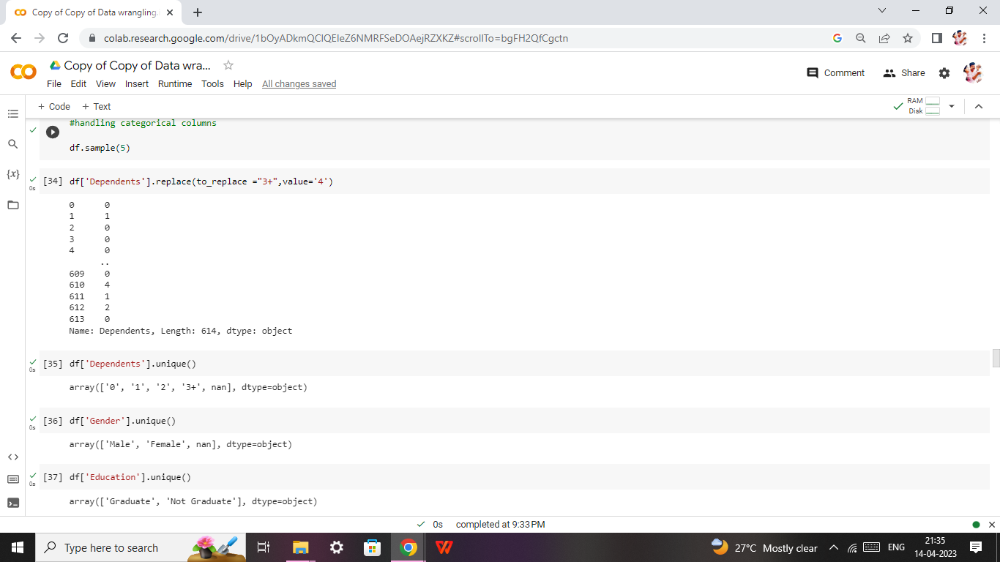 Copy of Copy of Data wrangling.
colab.research.google.com/drive/1bOyADkmQClQEIeZ6NMRFSeDOAejRZXKZ#scrollTo=bgFH2QfCgctn
Copy of Copy of Data wra...
File Edit View Insert Runtime Tools Help All changes saved
Comment Share
+ Code + Text
RAM
Disk
#handling categorical columns
df.sample(5)
[34] df['Dependents'].replace(to_replace ="3+",value='4')
0s
0 0
1 1
2 0
3 0
4 0
..
609 0
610 4
611 1
612 2
613 0
Name: Dependents, Length: 614, dtype: object
[35] df['Dependents'].unique()
0s
array(['0', '1', '2', '3+', nan], dtype=object)
[36] df['Gender'].unique()
0s
array(['Male', 'Female', nan], dtype=object)
[37] df['Education'].unique()
0s
array(['Graduate', 'Not Graduate'], dtype=object)
0s completed at 9:33 PM
Type here to search
27°C Mostly clear
ENG
21:35
14-04-2023